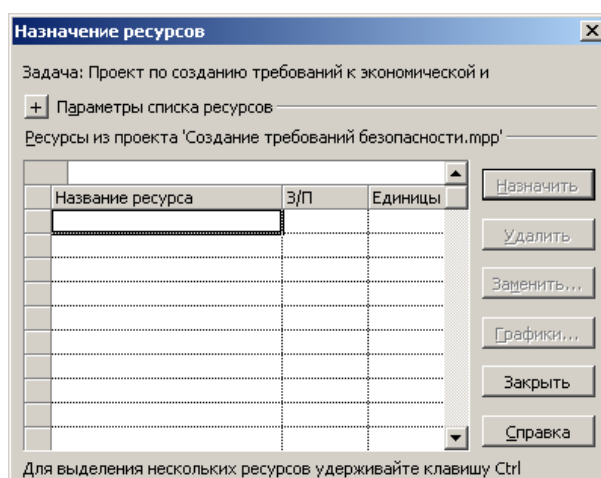 Назначение ресурсов
Задача: Проект по созданию требований к экономической и
+ Параметры списка ресурсов
Ресурсы из проекта 'Создание требований безопасности.mpp'
Название ресурса З/П Единицы
Назначить
Удалить
Заменить...
Графики...
Закрыть
Справка
Для выделения нескольких ресурсов удерживайте клавишу Ctrl